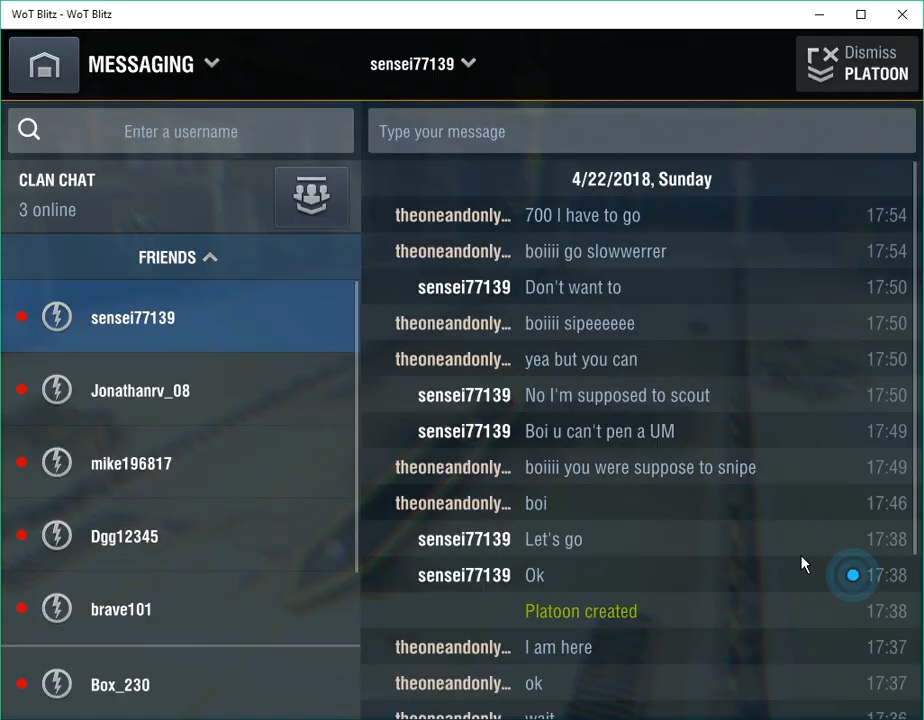 WoT Blitz - WoT Blitz
MESSAGING
sensei77139
Dismiss
PLATOON
Enter a username
Type your message
CLAN CHAT
3 online
FRIENDS
sensei77139
Jonathanrv_08
mike196817
Dgg12345
brave101
Box_230
4/22/2018, Sunday
theoneandonly... 700 I have to go 17:54
theoneandonly... boiiii go slowwerrer 17:54
sensei77139 Don't want to 17:50
theoneandonly... boiiii sipeeeeee 17:50
theoneandonly... yea but you can 17:50
sensei77139 No I'm supposed to scout 17:50
sensei77139 Boi u can't pen a UM 17:49
theoneandonly... boiiii you were suppose to snipe 17:49
theoneandonly... boi 17:46
sensei77139 Let's go 17:38
sensei77139 Ok 17:38
Platoon created 17:38
theoneandonly... I am here 17:37
theoneandonly... ok 17:37
theoneandonly... wait 17:36